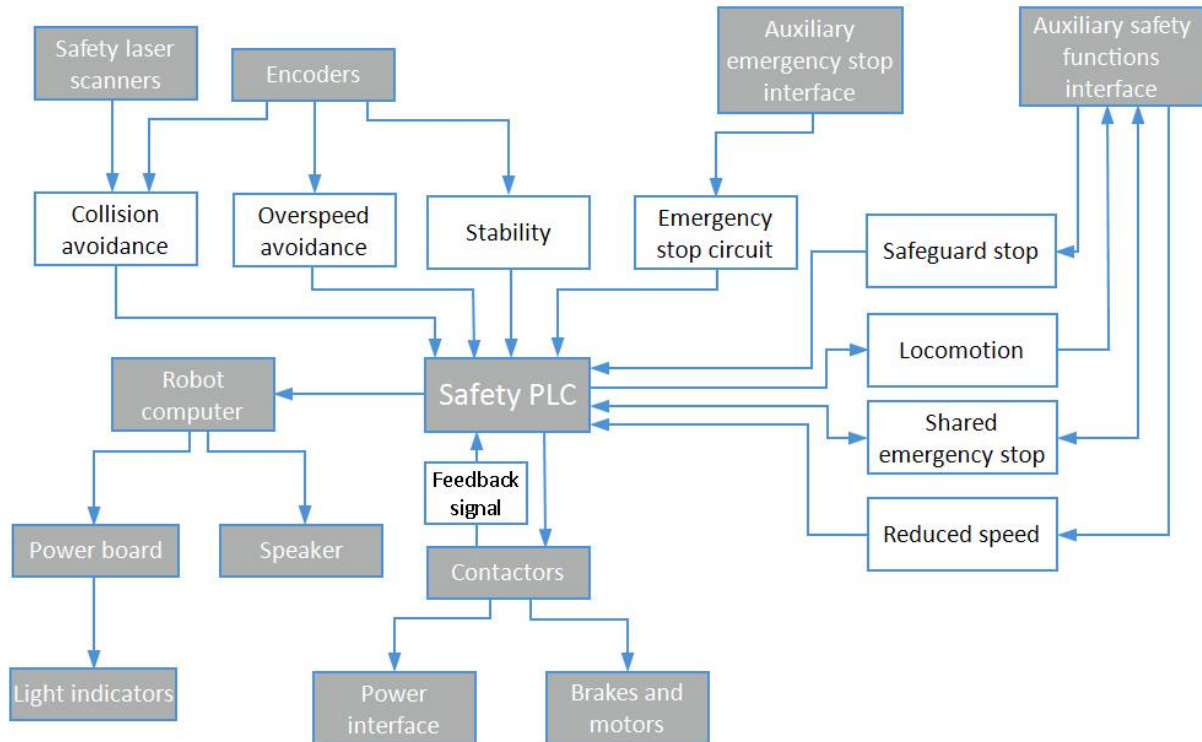 Safety laser
scanners
Encoders
Auxiliary
emergency stop
interface
Auxiliary safety
functions
interface
Collision
avoidance
Overspeed
avoidance
Stability
Emergency
stop circuit
Safeguard stop
Locomotion
Shared
emergency stop
Reduced speed
Robot
computer
Safety PLC
Feedback
signal
Power board
Speaker
Contactors
Light indicators
Power
interface
Brakes and
motors